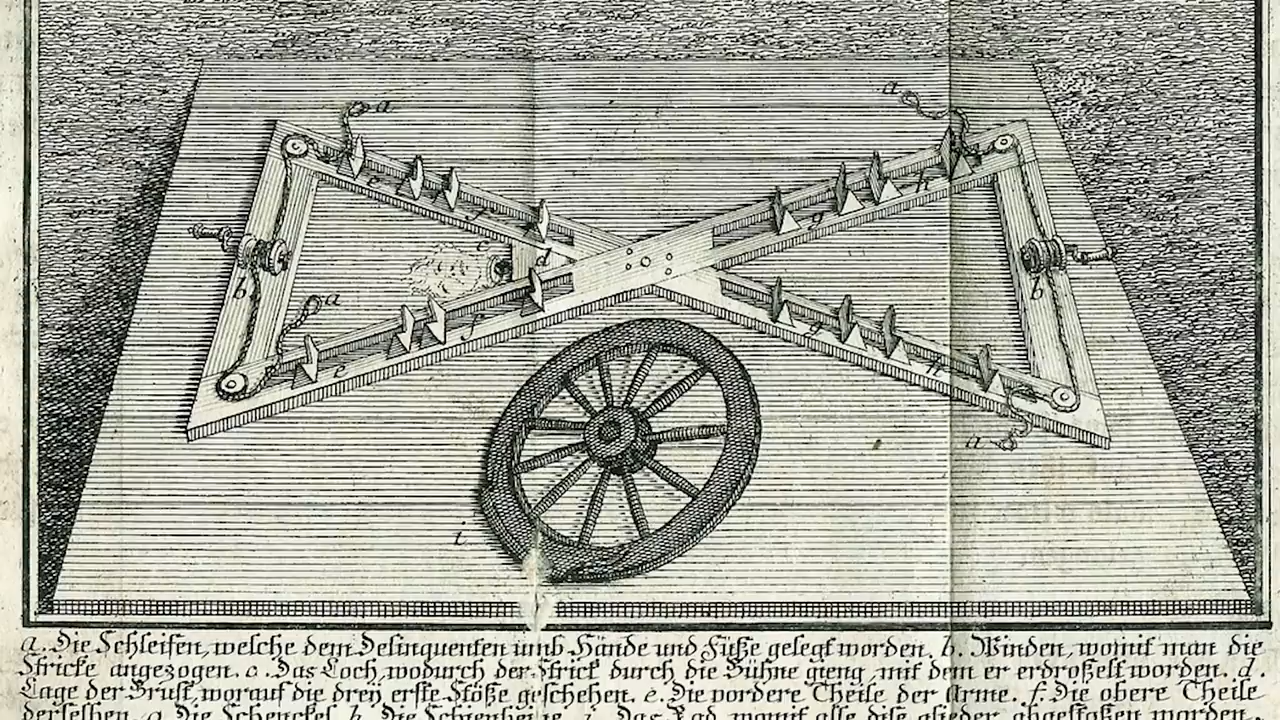 a
a
e
h
f
g
c
d
b
b
a
f
g
e
h
a
i
a. Die Schleifen, welche dem Delinquenten umb Hände und Füße gelegt worden. b. Winden, womit man die
Stricke angezogen. c. Das Loch, wodurch der Strick durch die Bühne gieng, mit dem er erdroßelt worden. d.
Lage der Brust, worauf die drey erste Stöße geschehen. e. Die vordere Theile der Arme. f. Die obere Theile
derselben. g. Die Schenckel. h. Die Schienbeine. i. Das Rad, womit alle dise glieder abgestoßen worden.